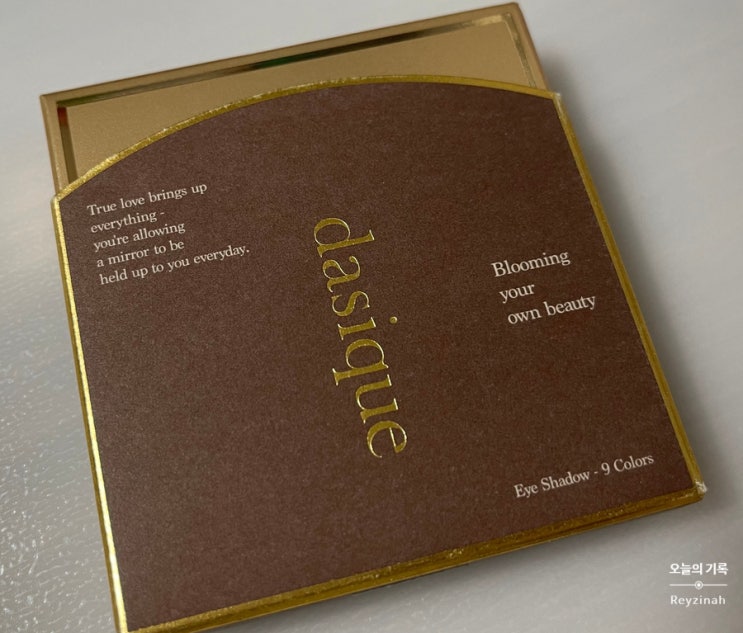 True love brings up
everything -
you're allowing
a mirror to be
held up to you everyday.
dasique
Blooming
your
own beauty
Eye Shadow - 9 Colors
오늘의 기록
Reyzinah